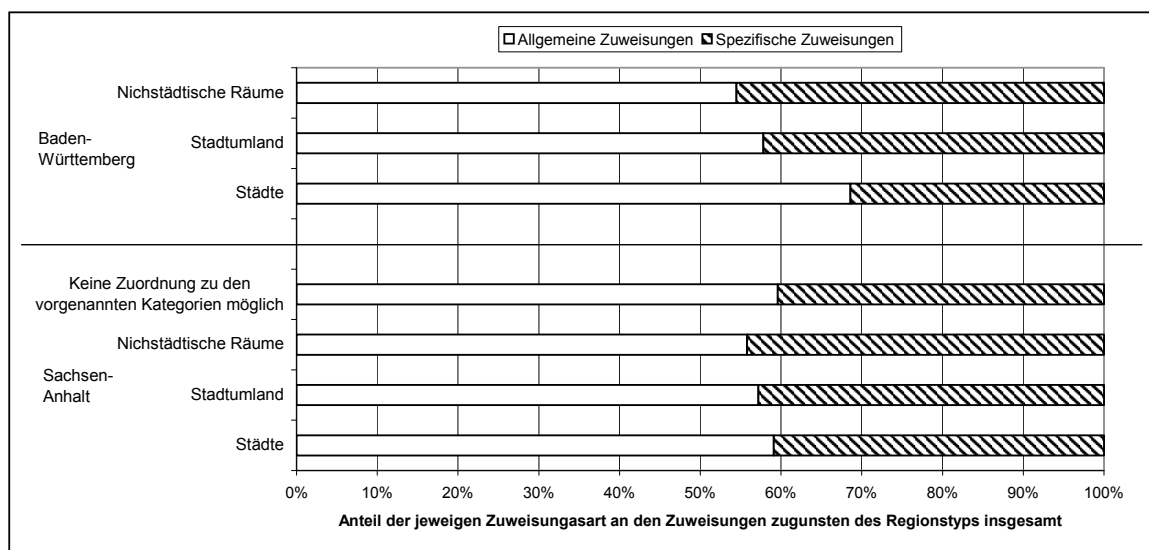 Allgemeine Zuweisungen Spezifische Zuweisungen
Nichstädtische Räume
Baden-
Württemberg
Stadtumland
Städte
Keine Zuordnung zu den
vorgenannten Kategorien möglich
Nichstädtische Räume
Sachsen-
Anhalt
Stadtumland
Städte
0% 10% 20% 30% 40% 50% 60% 70% 80% 90% 100%
Anteil der jeweigen Zuweisungasart an den Zuweisungen zugunsten des Regionstyps insgesamt